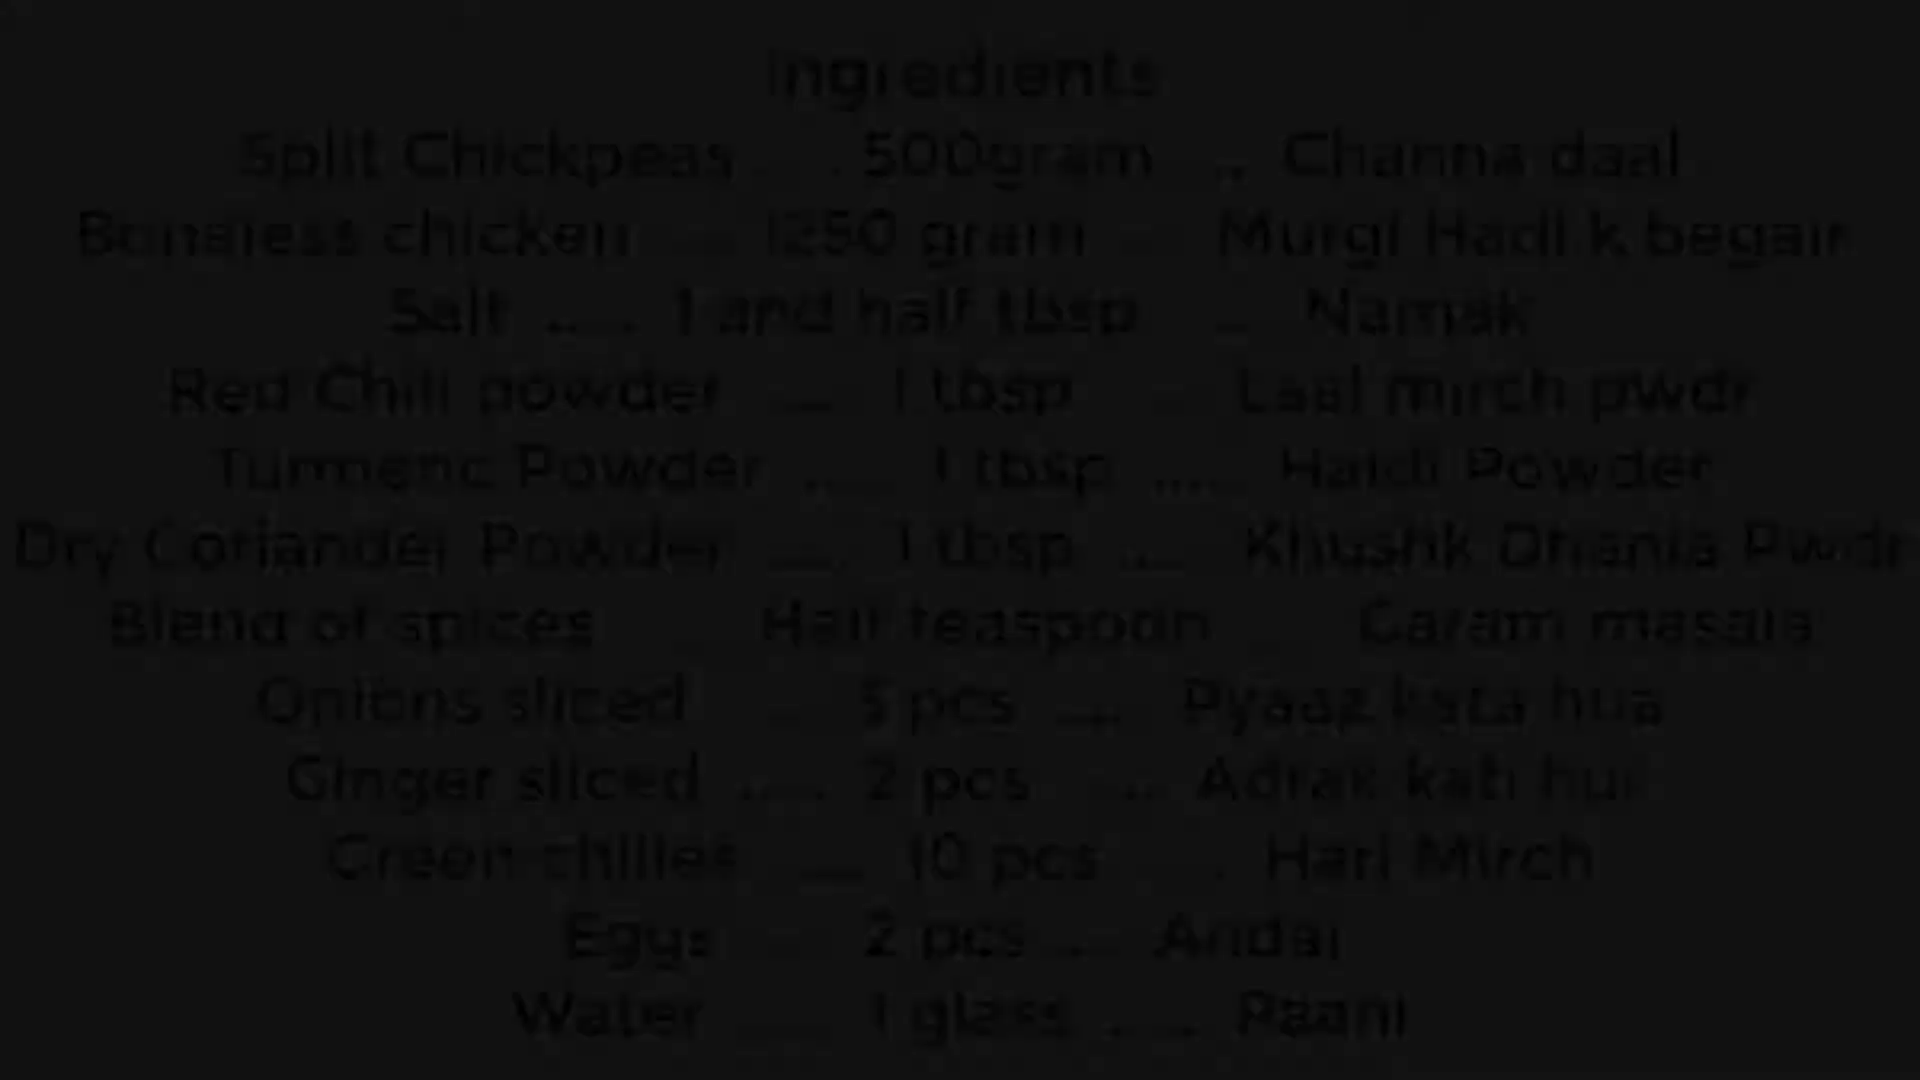 Ingredients
Split Chickpeas .... 500gram .... Channa daal
Boneless chicken .... 1250 gram .... Murgi Hadi k begair
Salt ..... 1 and half tbsp .... Namak
Red Chili powder .... 1 tbsp .... Laal mirch pwdr
Turmeric Powder ..... 1 tbsp .... Haldi Powder
Dry Coriander Powder ..... 1 tbsp .... Khushk Dhania Pwdr
Blend of spices .... Half teaspoon .... Garam masala
Onions sliced .... 5 pcs .... Pyaaz kata hua
Ginger sliced ..... 2 pcs .... Adrak kati hui
Green chillies .... 10 pcs .... Hari Mirch
Eggs .... 2 pcs .... Andai
Water ..... 1 glass ..... Paani